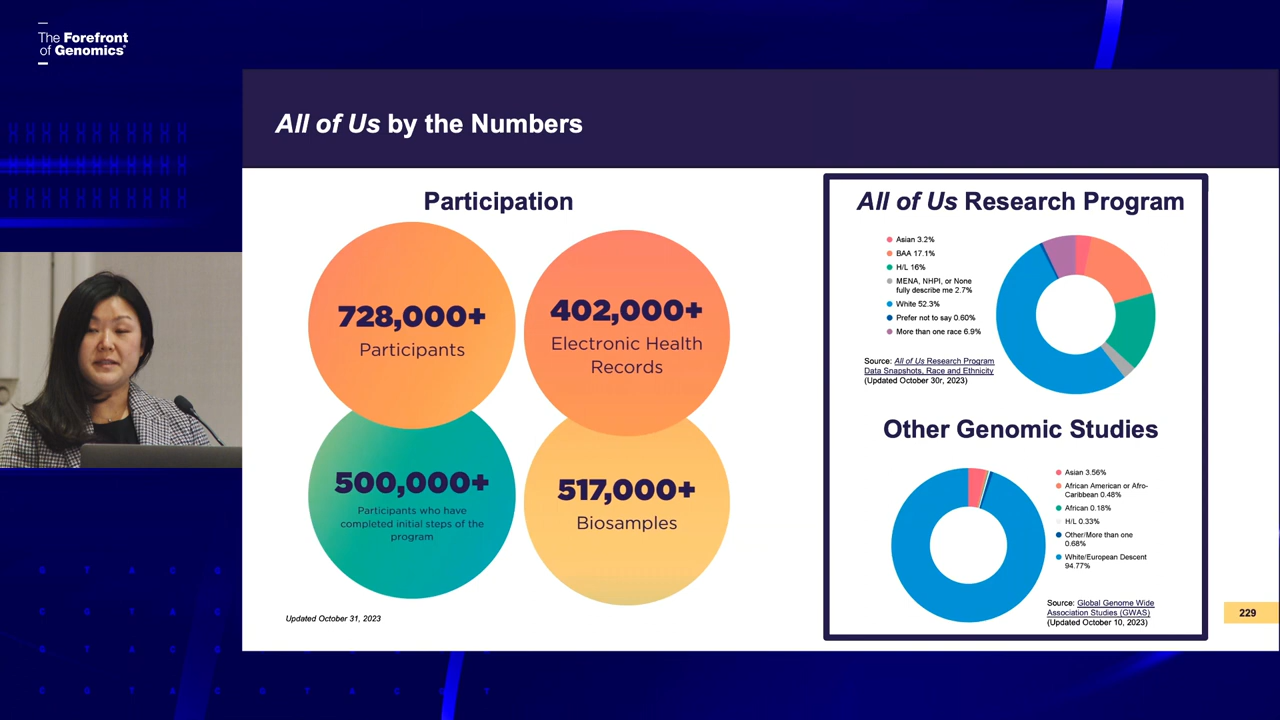 The Forefront
of Genomics®
All of Us by the Numbers
Participation
728,000+
Participants
402,000+
Electronic Health
Records
500,000+
Participants who have
completed initial steps of the
program
517,000+
Biosamples
Updated October 31, 2023
All of Us Research Program
Asian 3.2%
BAA 17.1%
H/L 16%
MENA, NHPI, or None
fully describe me 2.7%
White 52.3%
Prefer not to say 0.60%
More than one race 6.9%
Source: All of Us Research Program
Data Snapshots, Race and Ethnicity
(Updated October 30r, 2023)
Other Genomic Studies
Asian 3.56%
African American or Afro-
Caribbean 0.48%
African 0.18%
H/L 0.33%
Other/More than one
0.68%
White/European Descent
94.77%
Source: Global Genome Wide
Association Studies (GWAS)
(Updated October 10, 2023)
229